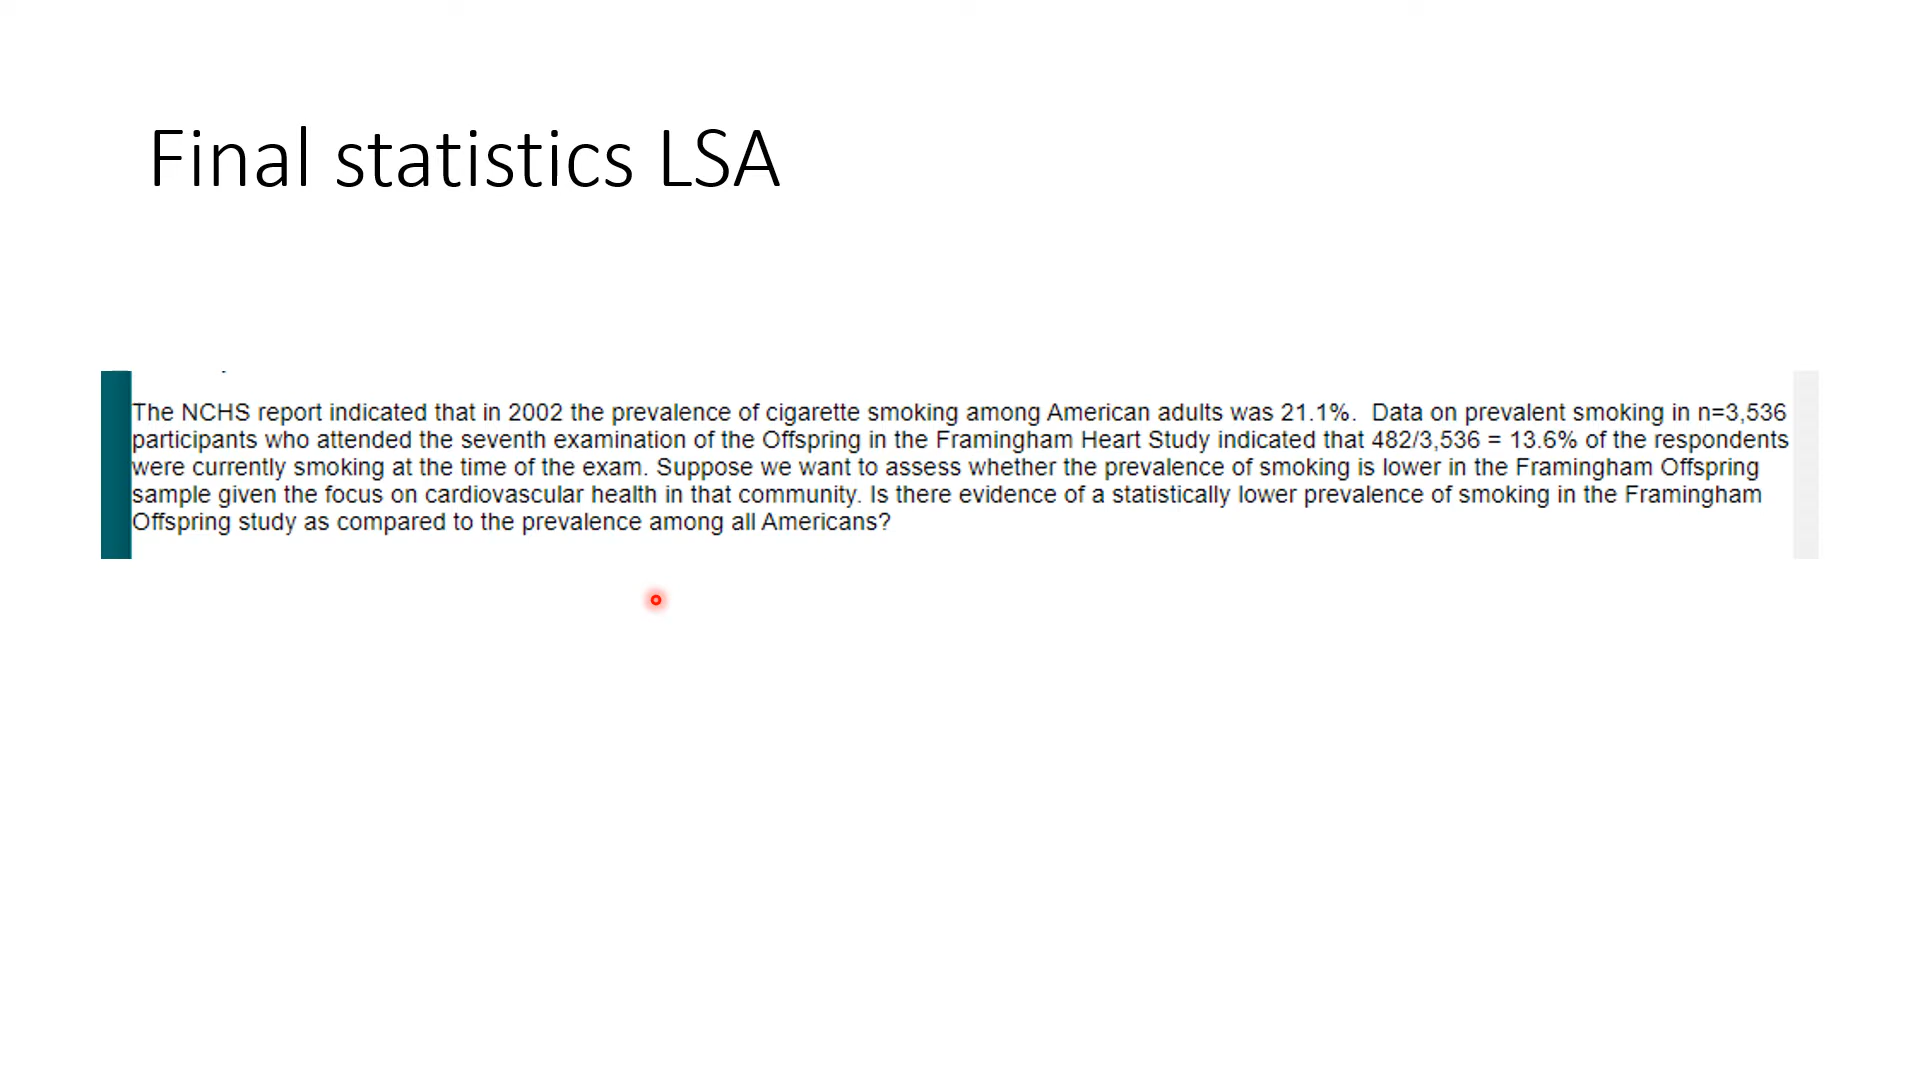 Final statistics LSA
The NCHS report indicated that in 2002 the prevalence of cigarette smoking among American adults was 21.1%.  Data on prevalent smoking in n=3,536
participants who attended the seventh examination of the Offspring in the Framingham Heart Study indicated that 482/3,536 = 13.6% of the respondents
were currently smoking at the time of the exam. Suppose we want to assess whether the prevalence of smoking is lower in the Framingham Offspring
sample given the focus on cardiovascular health in that community. Is there evidence of a statistically lower prevalence of smoking in the Framingham
Offspring study as compared to the prevalence among all Americans?